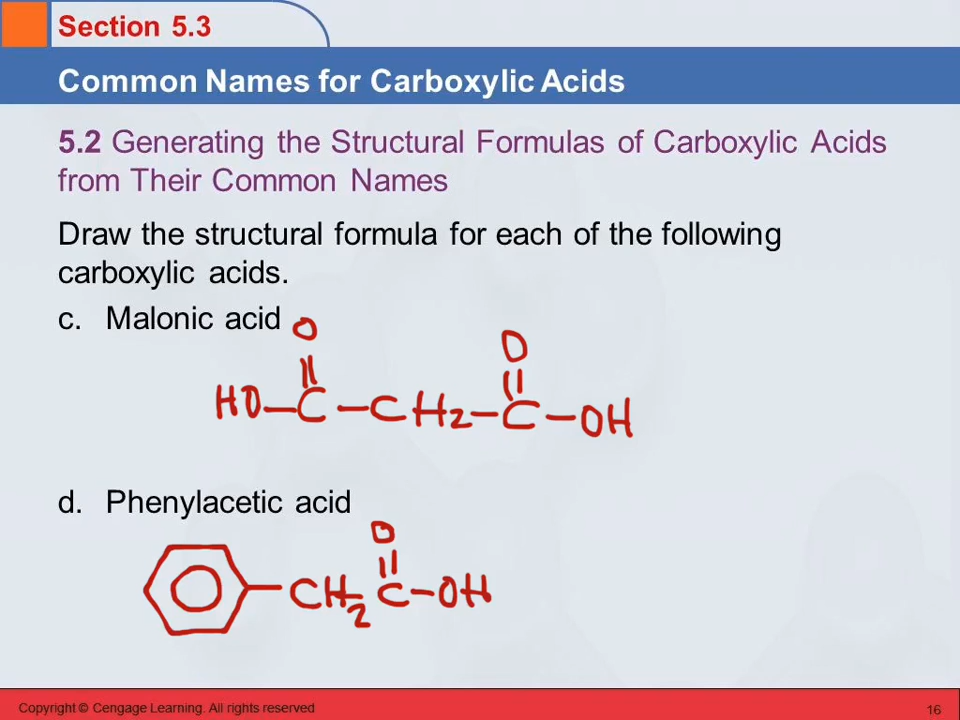 Section 5.3
Common Names for Carboxylic Acids
5.2 Generating the Structural Formulas of Carboxylic Acids
from Their Common Names
Draw the structural formula for each of the following
carboxylic acids.
c. Malonic acid
O O
HO–C–CH2–C–OH
d. Phenylacetic acid
O
CH2 C–OH
Copyright © Cengage Learning. All rights reserved
16